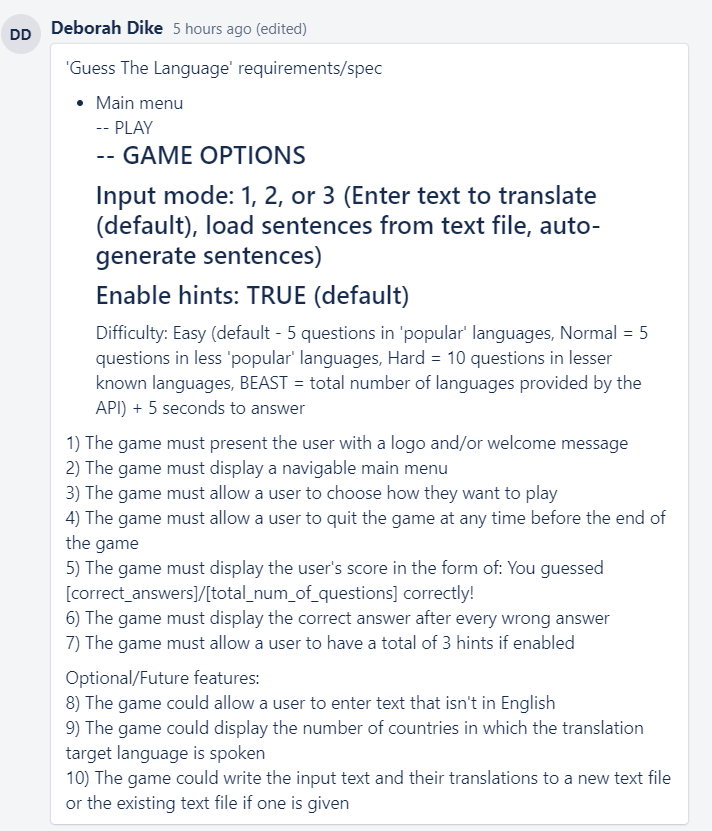 DD
Deborah Dike 5 hours ago (edited)
'Guess The Language' requirements/spec
• Main menu
-- PLAY
-- GAME OPTIONS
Input mode: 1, 2, or 3 (Enter text to translate
(default), load sentences from text file, auto-
generate sentences)
Enable hints: TRUE (default)
Difficulty: Easy (default - 5 questions in 'popular' languages, Normal = 5
questions in less 'popular' languages, Hard = 10 questions in lesser
known languages, BEAST = total number of languages provided by the
API) + 5 seconds to answer
1) The game must present the user with a logo and/or welcome message
2) The game must display a navigable main menu
3) The game must allow a user to choose how they want to play
4) The game must allow a user to quit the game at any time before the end of
the game
5) The game must display the user's score in the form of: You guessed
[correct_answers]/[total_num_of_questions] correctly!
6) The game must display the correct answer after every wrong answer
7) The game must allow a user to have a total of 3 hints if enabled
Optional/Future features:
8) The game could allow a user to enter text that isn't in English
9) The game could display the number of countries in which the translation
target language is spoken
10) The game could write the input text and their translations to a new text file
or the existing text file if one is given